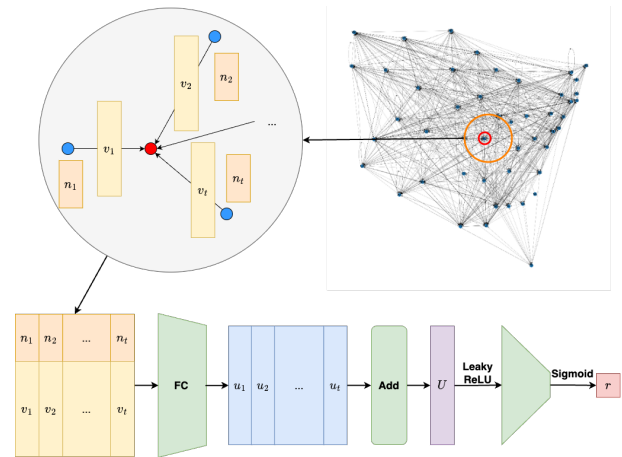 v₂
n₂
...
v₁
n₁
vₜ
nₜ
n₁ n₂ ... nₜ
v₁ v₂ ... vₜ
FC
u₁ u₂ ... uₜ
Add
U
Leaky
ReLU
Sigmoid
r